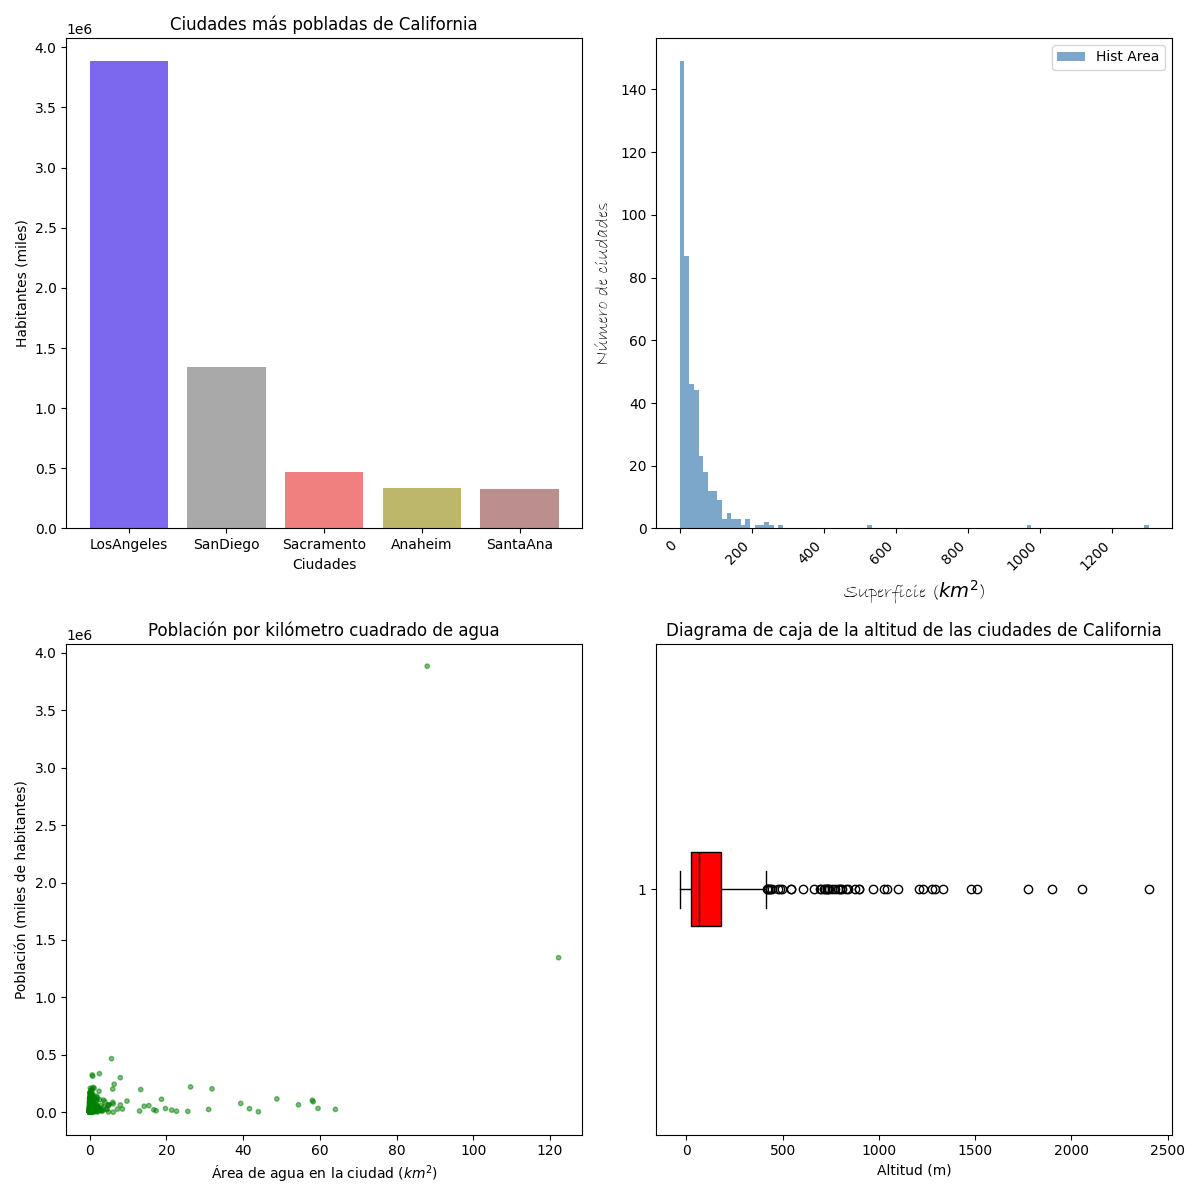 Ciudades más pobladas de California
1e6
4.0
3.5
3.0
2.5
2.0
1.5
1.0
0.5
0.0
Habitantes (miles)
LosAngeles SanDiego Sacramento Anaheim SantaAna
Ciudades
Hist Area
140
120
100
80
60
40
20
0
Número de ciudades
0 200 400 600 800 1000 1200
Superficie (km²)
Población por kilómetro cuadrado de agua
1e6
4.0
3.5
3.0
2.5
2.0
1.5
1.0
0.5
0.0
Población (miles de habitantes)
0 20 40 60 80 100 120
Área de agua en la ciudad (km²)
Diagrama de caja de la altitud de las ciudades de California
1
0 500 1000 1500 2000 2500
Altitud (m)